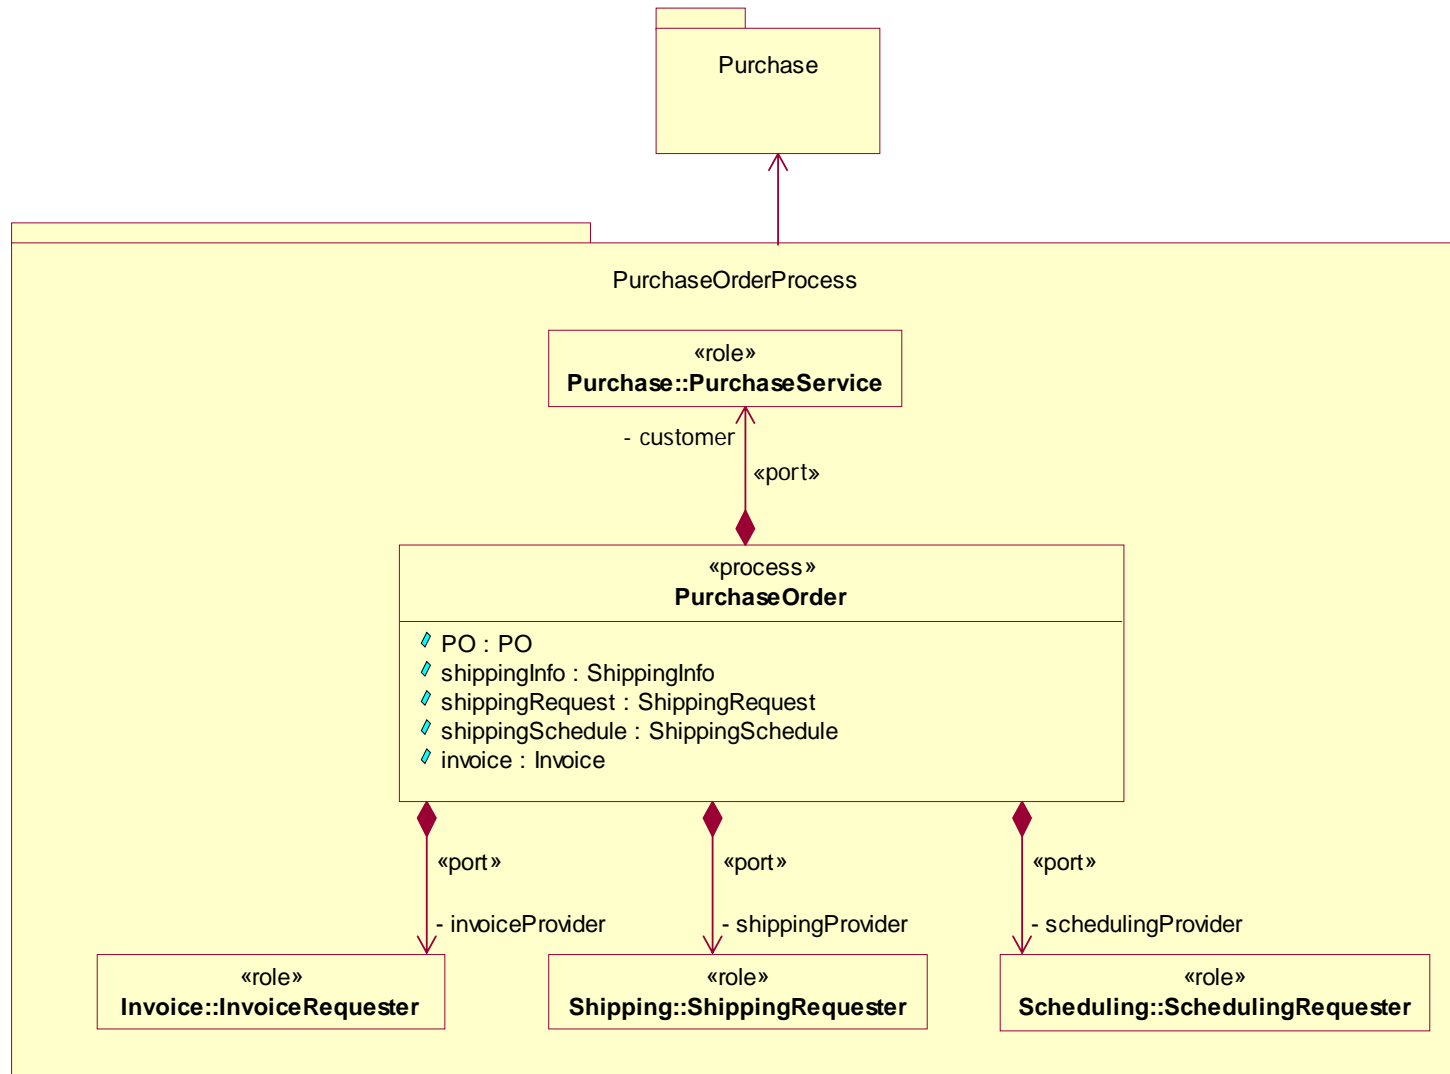 Purchase
PurchaseOrderProcess
«role»
Purchase::PurchaseService
- customer
«port»
«process»
PurchaseOrder
PO : PO
shippingInfo : ShippingInfo
shippingRequest : ShippingRequest
shippingSchedule : ShippingSchedule
invoice : Invoice
«port»
«port»
«port»
- invoiceProvider
- shippingProvider
- schedulingProvider
«role»
Invoice::InvoiceRequester
«role»
Shipping::ShippingRequester
«role»
Scheduling::SchedulingRequester